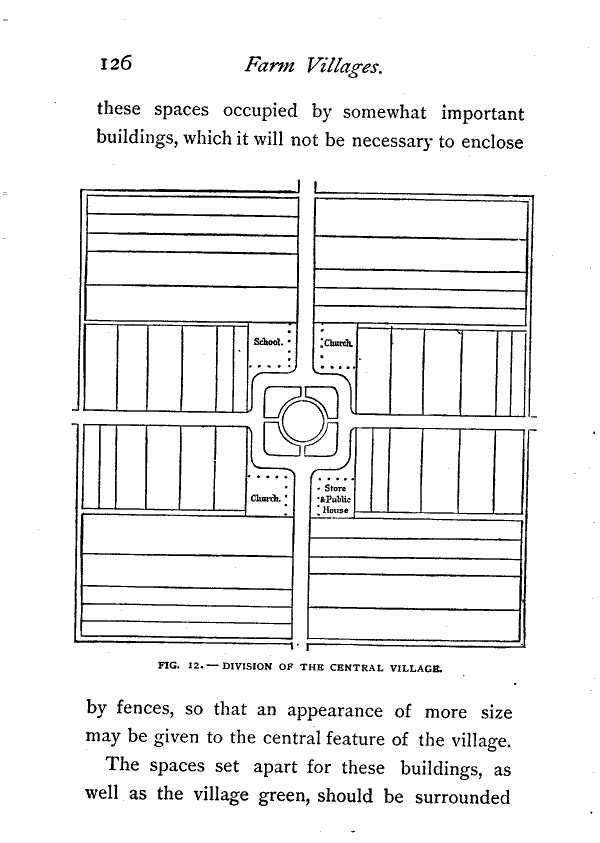 126
Farm Villages.
these spaces occupied by somewhat important
buildings, which it will not be necessary to enclose
School.
Church.
Church.
Store
&Public
House
FIG. 12.—DIVISION OF THE CENTRAL VILLAGE.
by fences, so that an appearance of more size
may be given to the central feature of the village.
The spaces set apart for these buildings, as
well as the village green, should be surrounded